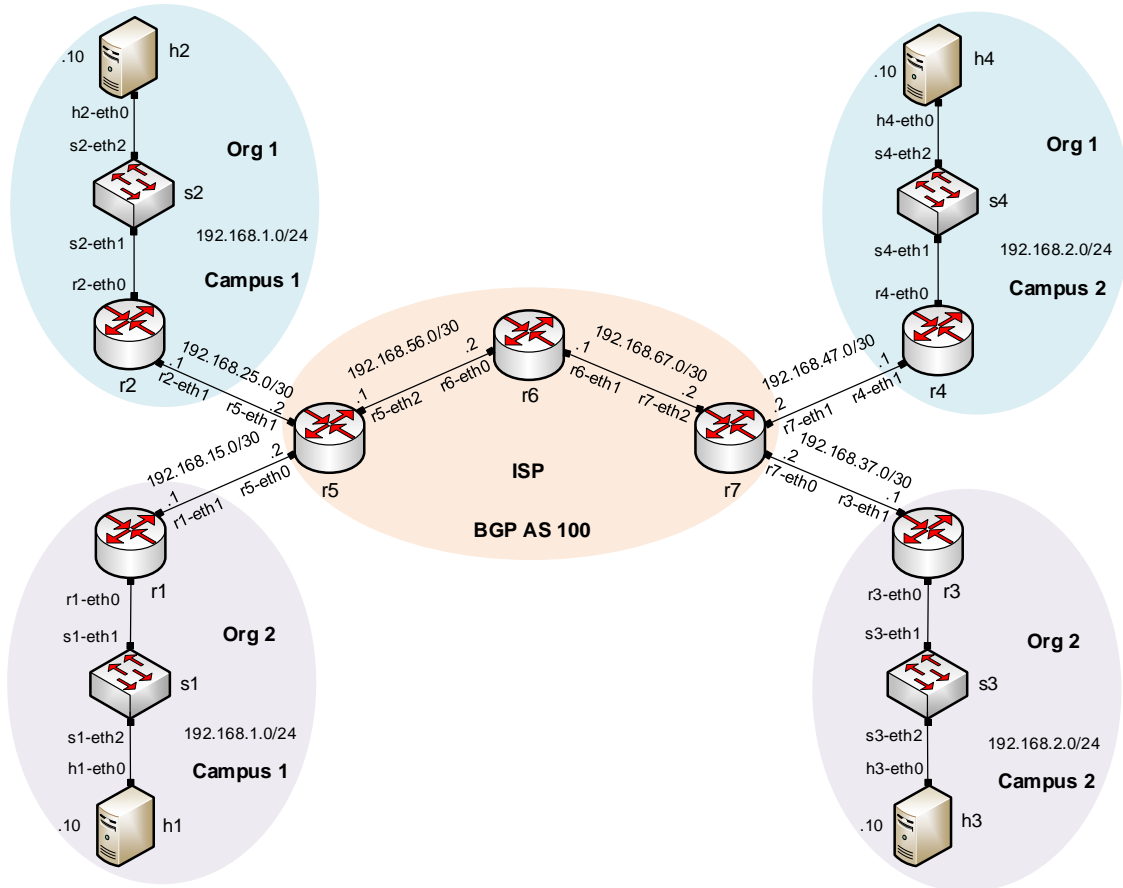 h2
.10
h2-eth0
s2-eth2
Org 1
s2
s2-eth1
192.168.1.0/24
r2-eth0
Campus 1
r2
.1
192.168.25.0/30
r2-eth1
r5-eth1
.2
h4
.10
h4-eth0
s4-eth2
Org 1
s4
s4-eth1
192.168.2.0/24
r4-eth0
Campus 2
r4
.1
192.168.47.0/30
r4-eth1
r7-eth1
.2
192.168.56.0/30
.1
r5-eth2
r6-eth0
.2
r6
192.168.67.0/30
.1
r6-eth1
r7-eth2
.2
r5
ISP
r7
BGP AS 100
192.168.15.0/30
.2
r5-eth0
r1-eth1
.1
r1
r1-eth0
s1-eth1
Org 2
s1
s1-eth2
192.168.1.0/24
h1-eth0
Campus 1
.10
h1
192.168.37.0/30
.2
r7-eth0
r3-eth1
.1
r3
r3-eth0
s3-eth1
Org 2
s3
s3-eth2
192.168.2.0/24
h3-eth0
Campus 2
.10
h3